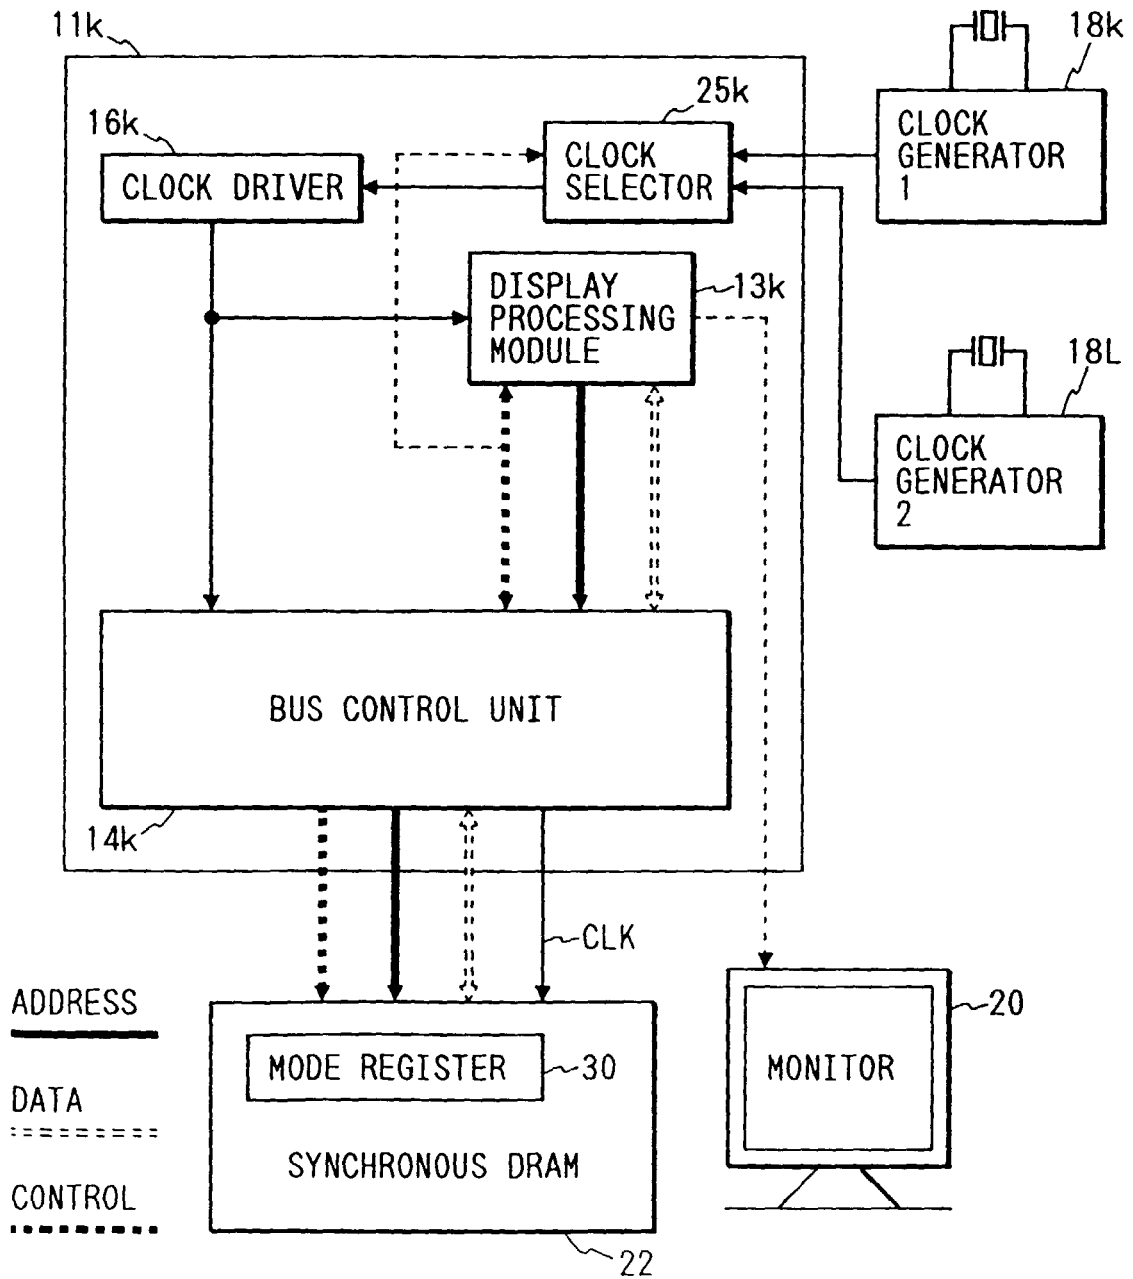 11k
18k
25k
16k
CLOCK
GENERATOR
1
CLOCK
SELECTOR
CLOCK DRIVER
DISPLAY
PROCESSING
MODULE
13k
18L
CLOCK
GENERATOR
2
BUS CONTROL UNIT
14k
CLK
ADDRESS
20
MODE REGISTER
30
MONITOR
DATA
SYNCHRONOUS DRAM
CONTROL
22